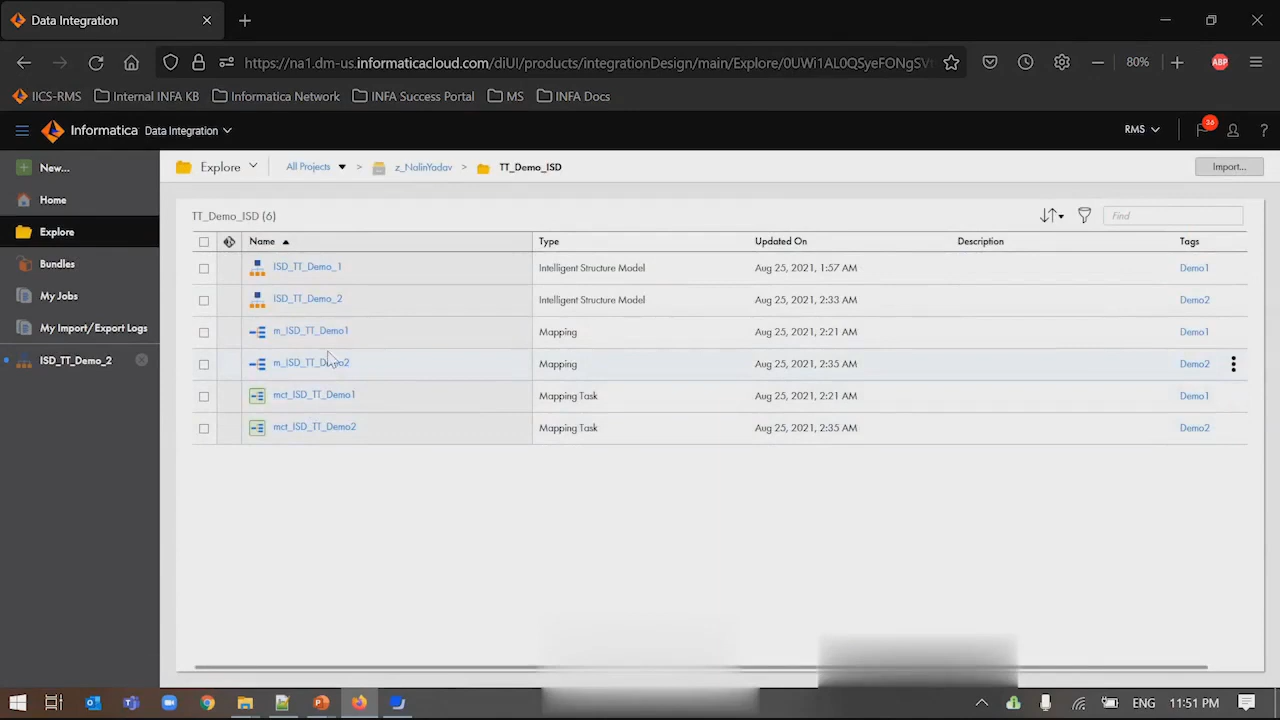 Data Integration
https://na1.dm-us.informaticacloud.com/diUI/products/integrationDesign/main/Explore/0UWi1AL0QSyeFONgSV
80%
ABP
IICS-RMS
Internal INFA KB
Informatica Network
INFA Success Portal
MS
INFA Docs
Informatica Data Integration
RMS
36
?
New...
Home
Explore
Bundles
My Jobs
My Import/Export Logs
ISD_TT_Demo_2
Explore
All Projects > z_NalinYadav > TT_Demo_ISD
Import...
TT_Demo_ISD (6)
Find
Name Type Updated On Description Tags
ISD_TT_Demo_1 Intelligent Structure Model Aug 25, 2021, 1:57 AM Demo1
ISD_TT_Demo_2 Intelligent Structure Model Aug 25, 2021, 2:33 AM Demo2
m_ISD_TT_Demo1 Mapping Aug 25, 2021, 2:21 AM Demo1
m_ISD_TT_Demo2 Mapping Aug 25, 2021, 2:35 AM Demo2
mct_ISD_TT_Demo1 Mapping Task Aug 25, 2021, 2:21 AM Demo1
mct_ISD_TT_Demo2 Mapping Task Aug 25, 2021, 2:35 AM Demo2
ENG 11:51 PM